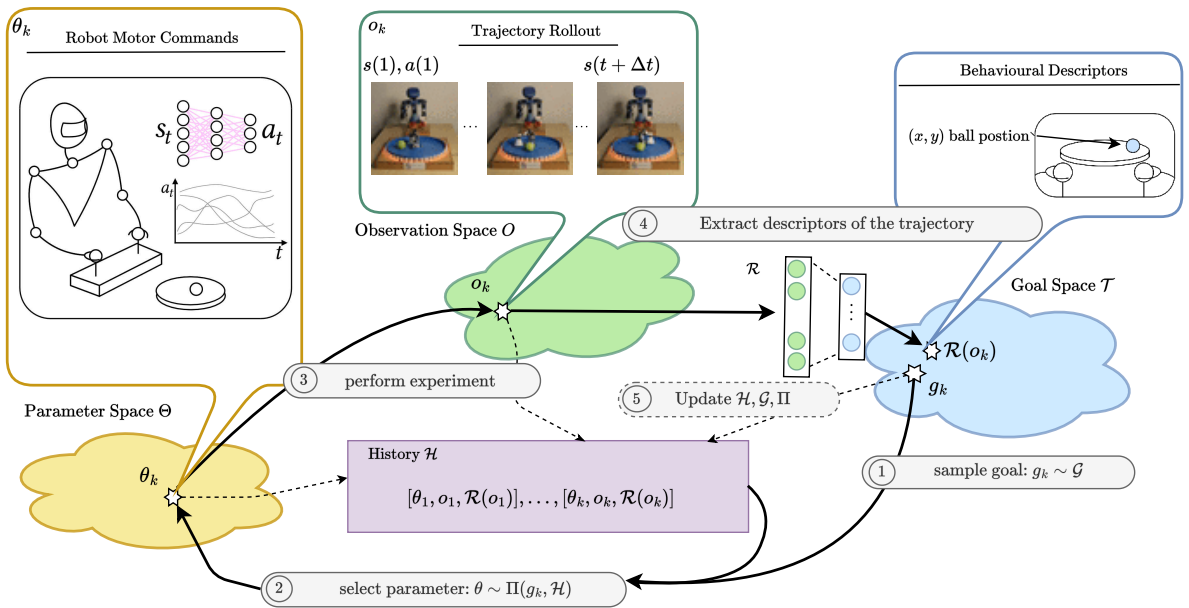 θ_k
Robot Motor Commands
s_t
a_t
a_t
t
o_k
Trajectory Rollout
s(1), a(1)
s(t + Δt)
...
...
Behavioural Descriptors
(x, y) ball postion
Observation Space O
4
Extract descriptors of the trajectory
o_k
R
⋮
Goal Space T
R(o_k)
g_k
3
perform experiment
5
Update H, G, Π
Parameter Space Θ
θ_k
History H
[θ_1, o_1, R(o_1)], . . . , [θ_k, o_k, R(o_k)]
1
sample goal: g_k ∼ G
2
select parameter: θ ∼ Π(g_k, H)